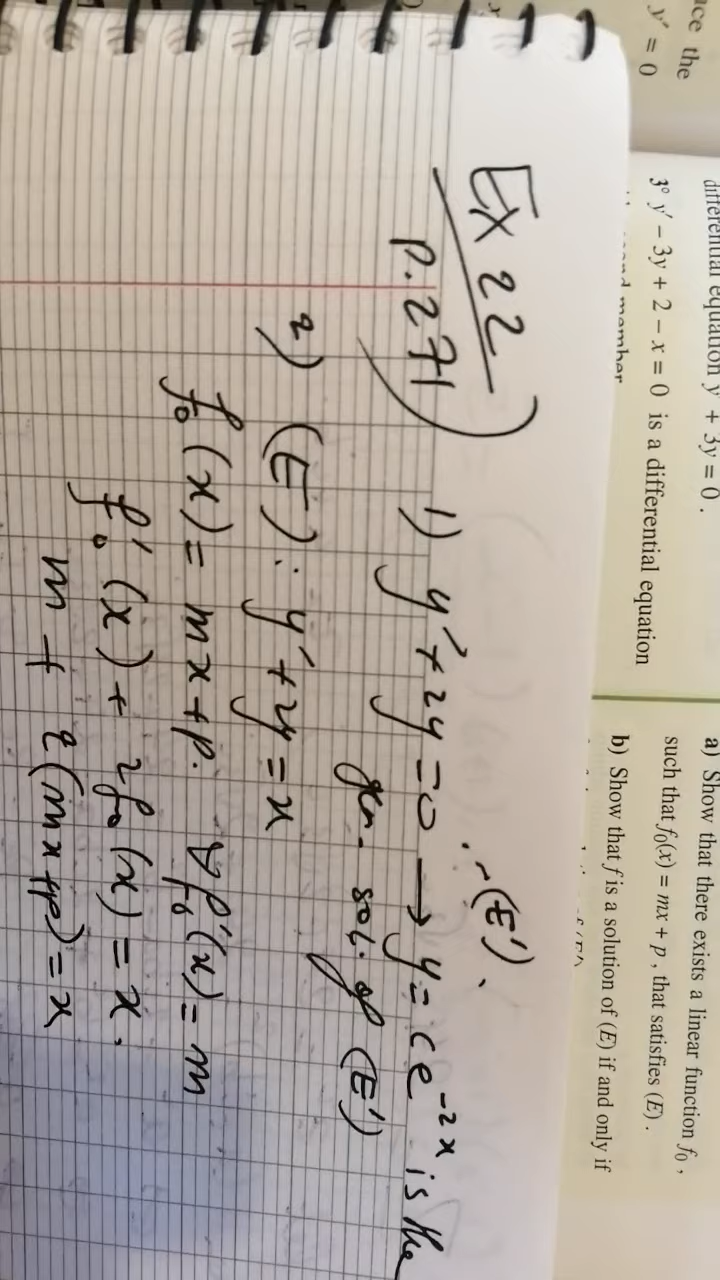 ace the
y' = 0
differential equation y' + 3y = 0 .
3° y' – 3y + 2 – x = 0 is a differential equation
a) Show that there exists a linear function f₀ ,
such that f₀(x) = mx + p , that satisfies (E) .
b) Show that f is a solution of (E) if and only if
Ex 22
p. 271
1) y' + 2y = 0 → y = ce^-2x is the
(E').
gen. sol. of (E')
2) (E) : y' + 2y = x
f₀(x) = mx + p. f₀'(x) = m
f₀'(x) + 2f₀(x) = x.
m + 2(mx + p) = x